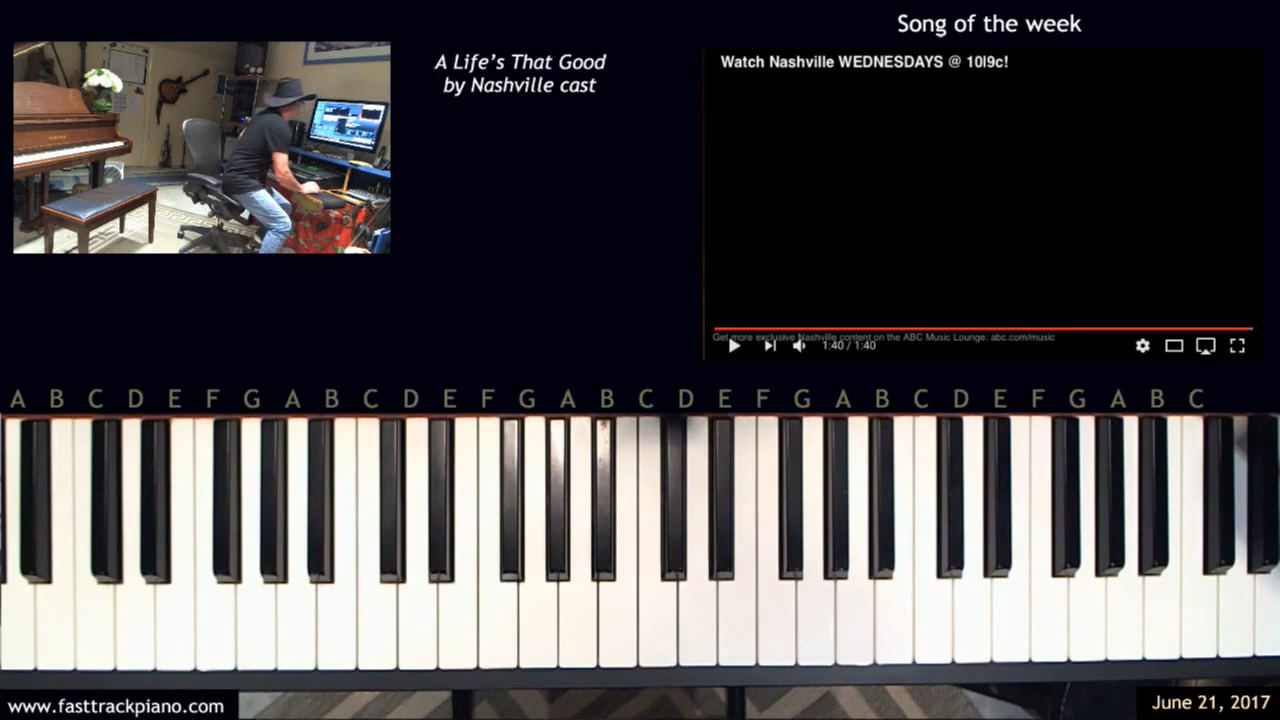 Song of the week
A Life's That Good
by Nashville cast
Watch Nashville WEDNESDAYS @ 10|9c!
Get more exclusive Nashville content on the ABC Music Lounge: abc.com/music
1:40 / 1:40
A B C D E F G A B C D E F G A B C D E F G A B C D E F G A B C
www.fasttrackpiano.com
June 21, 2017